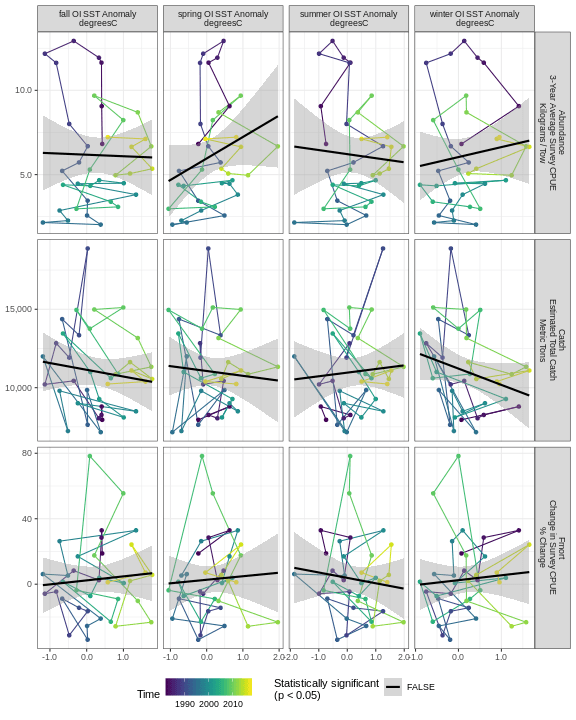 fall OI SST Anomaly
degreesC
spring OI SST Anomaly
degreesC
summer OI SST Anomaly
degreesC
winter OI SST Anomaly
degreesC
10.0
5.0
Abundance
3-Year Average Survey CPUE
Kilograms / Tow
15,000
10,000
Catch
Estimated Total Catch
Metric Tons
80
40
0
Fmort
Change in Survey CPUE
% Change
-1.0 0.0 1.0
-1.0 0.0 1.0 2.0
-2.0 -1.0 0.0 1.0 2.0
-1.0 0.0 1.0
Time
1990 2000 2010
Statistically significant
(p < 0.05)
FALSE